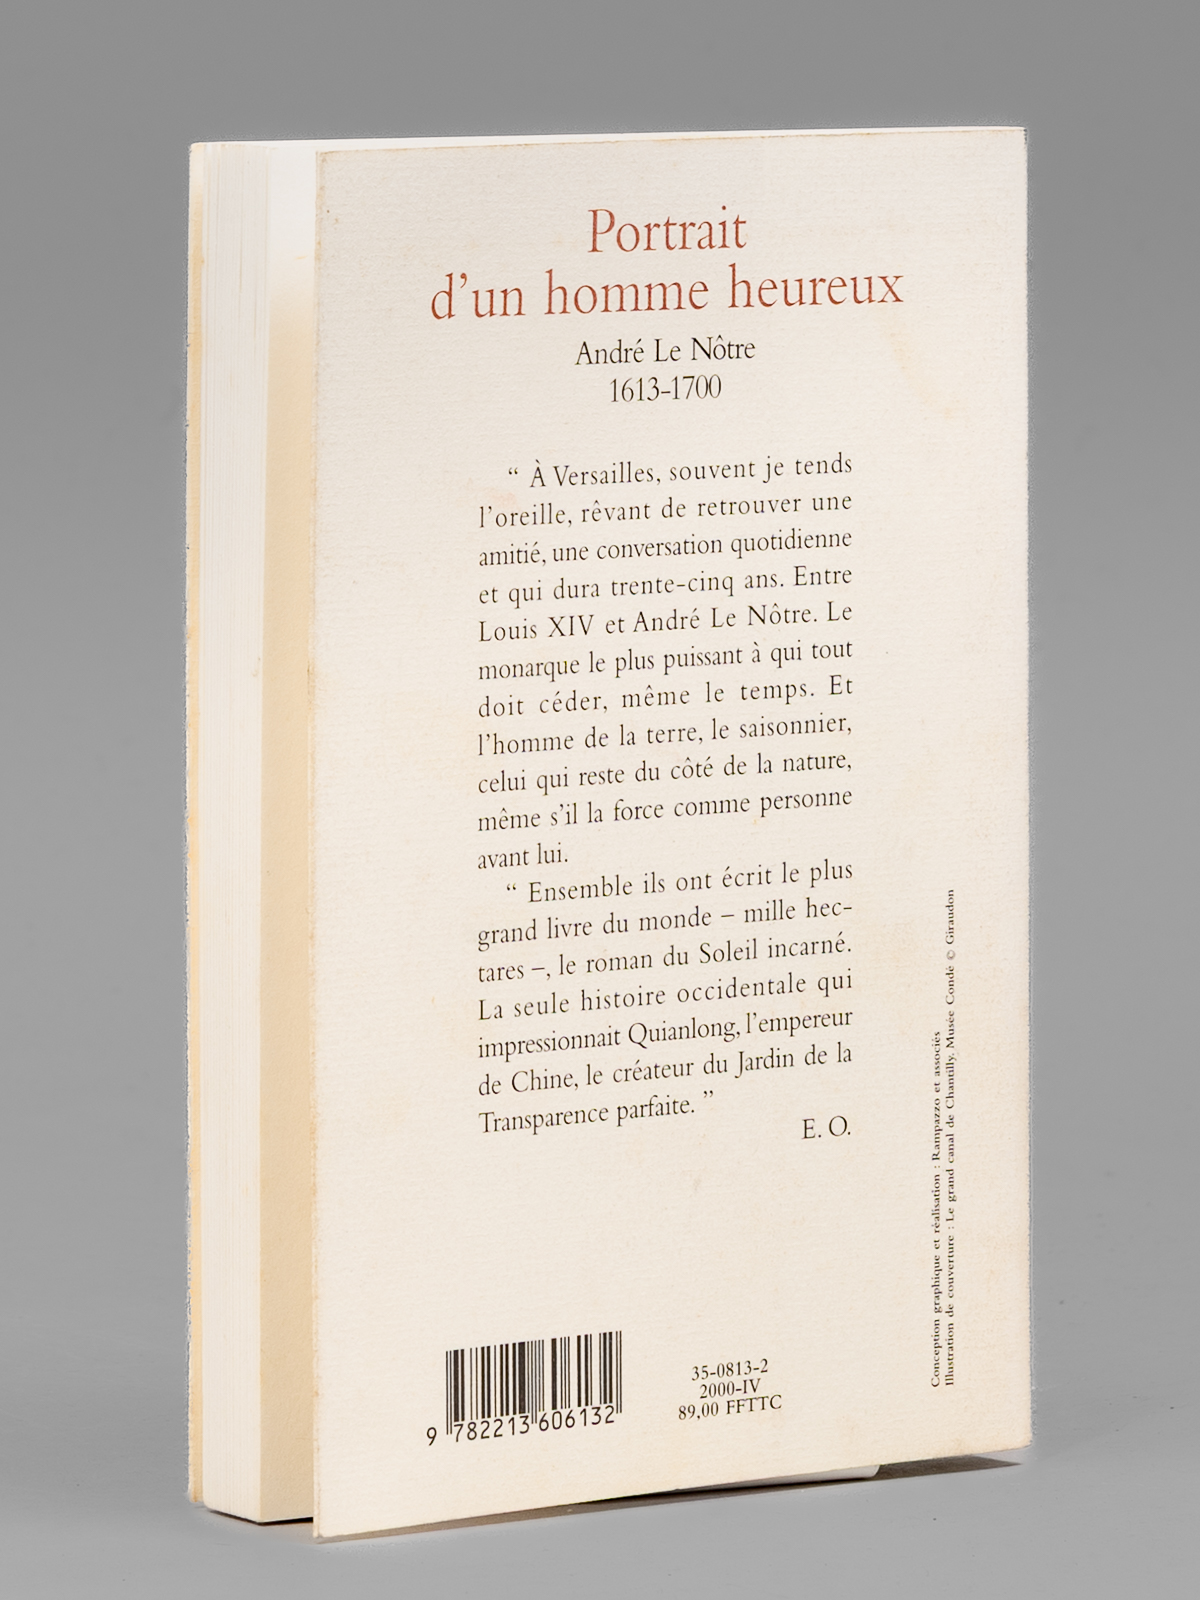 Portrait
d'un homme heureux
André Le Nôtre
1613-1700
“ À Versailles, souvent je tends
l'oreille, rêvant de retrouver une
amitié, une conversation quotidienne
et qui dura trente-cinq ans. Entre
Louis XIV et André Le Nôtre. Le
monarque le plus puissant à qui tout
doit céder, même le temps. Et
l'homme de la terre, le saisonnier,
celui qui reste du côté de la nature,
même s'il la force comme personne
avant lui.
“ Ensemble ils ont écrit le plus
grand livre du monde – mille hec-
tares –, le roman du Soleil incarné.
La seule histoire occidentale qui
impressionnait Quianlong, l'empereur
de Chine, le créateur du Jardin de la
Transparence parfaite. ”
E. O.
Conception graphique et réalisation : Rampazzo et associés
Illustration de couverture : Le grand canal de Chantilly. Musée Condé © Giraudon
9 782213 606132
35-0813-2
2000-IV
89,00 FFTTC